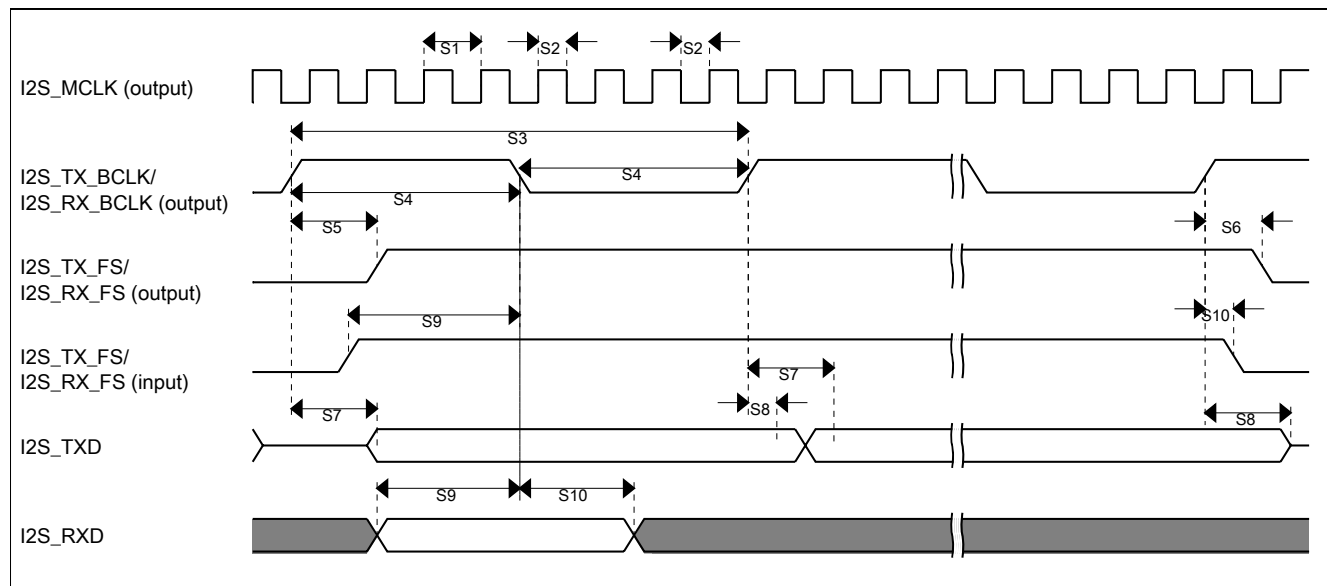 S1
S2
S2
I2S_MCLK (output)
S3
I2S_TX_BCLK/
I2S_RX_BCLK (output)
S4
S4
S5
S6
I2S_TX_FS/
I2S_RX_FS (output)
S9
S10
I2S_TX_FS/
I2S_RX_FS (input)
S7
S7
S8
S8
I2S_TXD
S9
S10
I2S_RXD